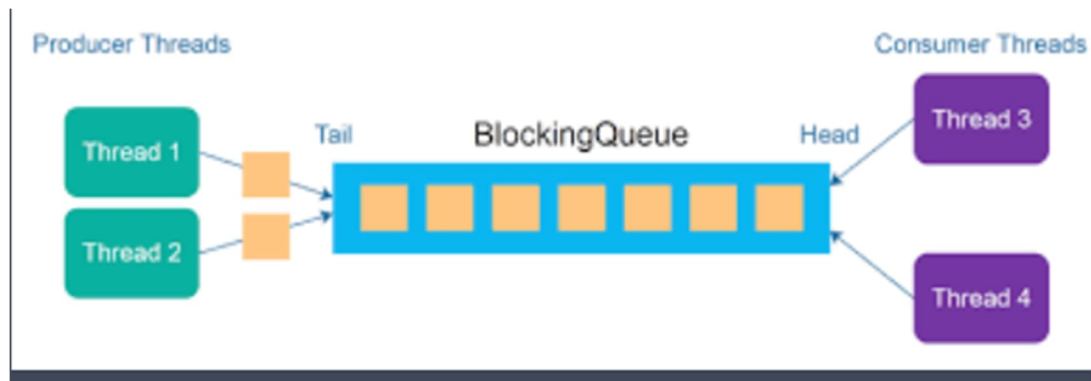 Producer Threads
Consumer Threads
Thread 1
Thread 2
Tail
BlockingQueue
Head
Thread 3
Thread 4